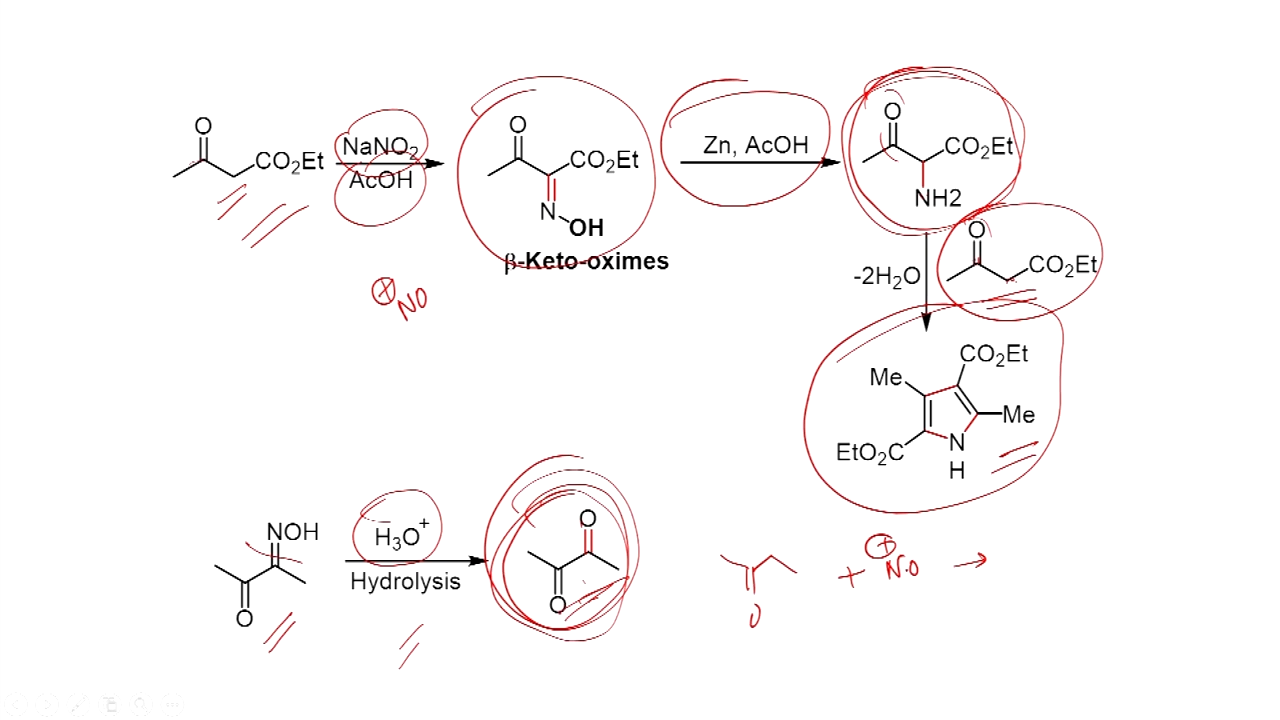 O
CO₂Et
NaNO₂
AcOH
O
CO₂Et
N
OH
β-Keto-oximes
Zn, AcOH
O
CO₂Et
NH2
⊕
NO
-2H₂O
O
CO₂Et
CO₂Et
Me
Me
EtO₂C
N
H
NOH
O
H₃O⁺
Hydrolysis
O
O
O
+
⊕
NO
→